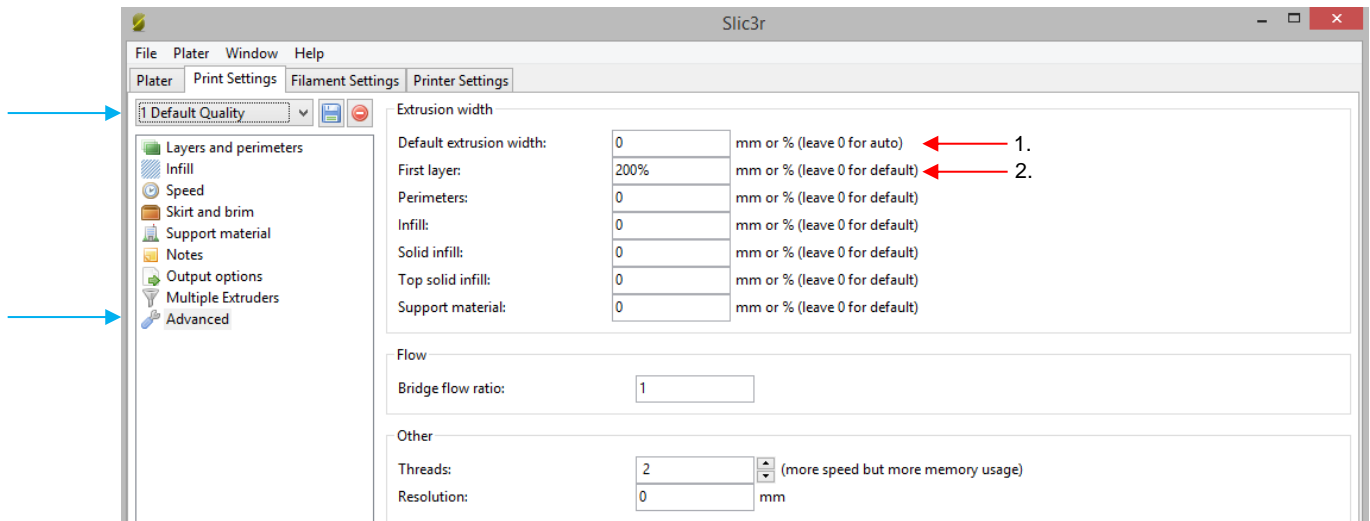 Slic3r
File Plater Window Help
Plater Print Settings Filament Settings Printer Settings
1 Default Quality
Layers and perimeters
Infill
Speed
Skirt and brim
Support material
Notes
Output options
Multiple Extruders
Advanced
Extrusion width
Default extrusion width: 0 mm or % (leave 0 for auto) 1.
First layer: 200% mm or % (leave 0 for default) 2.
Perimeters: 0 mm or % (leave 0 for default)
Infill: 0 mm or % (leave 0 for default)
Solid infill: 0 mm or % (leave 0 for default)
Top solid infill: 0 mm or % (leave 0 for default)
Support material: 0 mm or % (leave 0 for default)
Flow
Bridge flow ratio: 1
Other
Threads: 2 (more speed but more memory usage)
Resolution: 0 mm